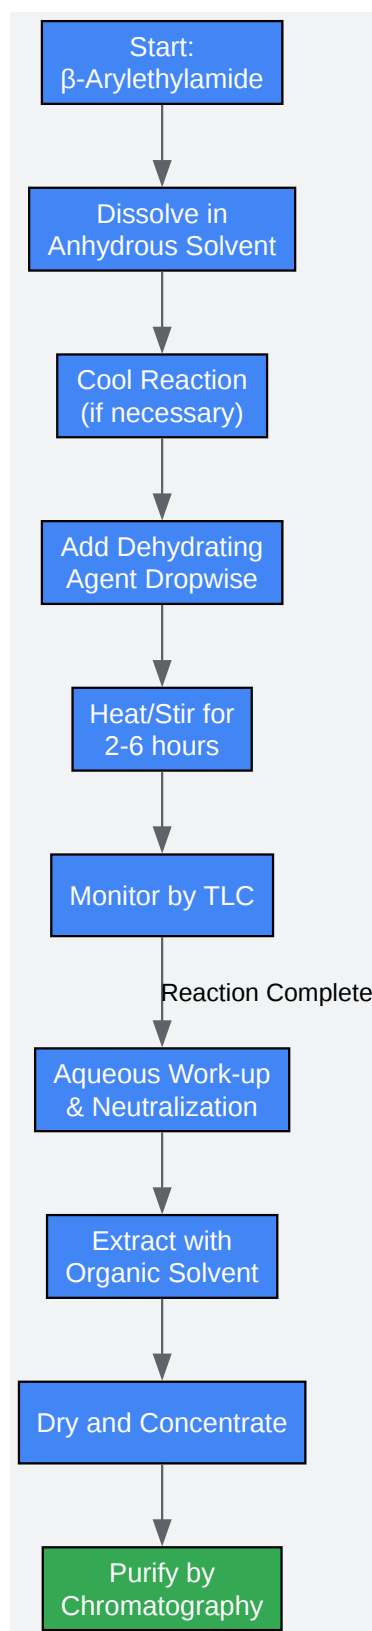 Start:
β-Arylethylamide
Dissolve in
Anhydrous Solvent
Cool Reaction
(if necessary)
Add Dehydrating
Agent Dropwise
Heat/Stir for
2-6 hours
Monitor by TLC
Reaction Complete
Aqueous Work-up
& Neutralization
Extract with
Organic Solvent
Dry and Concentrate
Purify by
Chromatography